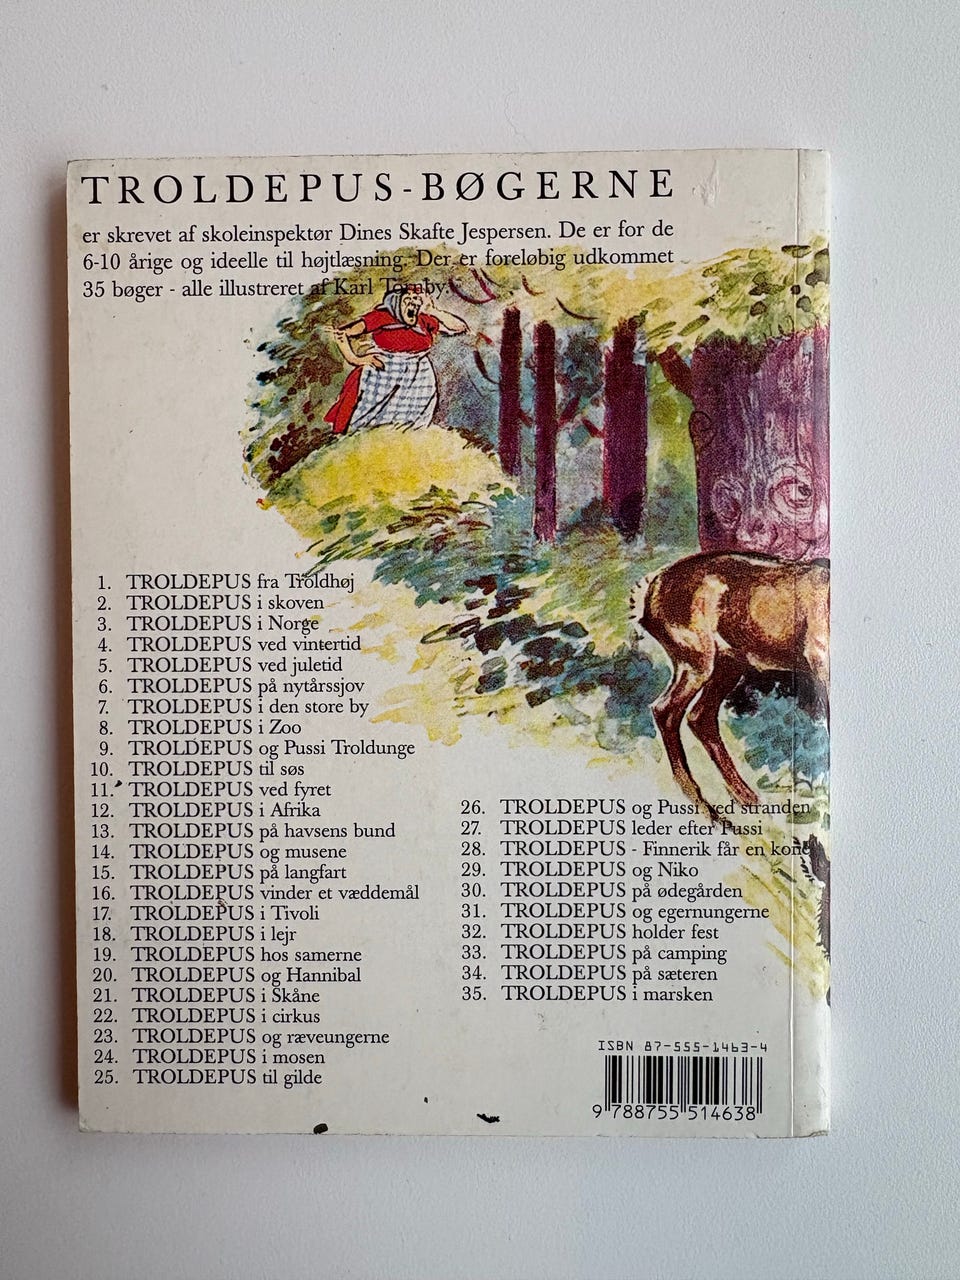 TROLDEPUS-BØGERNE
er skrevet af skoleinspektør Dines Skafte Jespersen. De er for de
6-10 årige og ideelle til højtlæsning. Der er foreløbig udkommet
35 bøger - alle illustreret af Karl Tornby.
1. TROLDEPUS fra Troldhøj
2. TROLDEPUS i skoven
3. TROLDEPUS i Norge
4. TROLDEPUS ved vintertid
5. TROLDEPUS ved juletid
6. TROLDEPUS på nytårssjov
7. TROLDEPUS i den store by
8. TROLDEPUS i Zoo
9. TROLDEPUS og Pussi Troldunge
10. TROLDEPUS til søs
11. TROLDEPUS ved fyret
12. TROLDEPUS i Afrika
13. TROLDEPUS på havsens bund
14. TROLDEPUS og musene
15. TROLDEPUS på langfart
16. TROLDEPUS vinder et væddemål
17. TROLDEPUS i Tivoli
18. TROLDEPUS i lejr
19. TROLDEPUS hos samerne
20. TROLDEPUS og Hannibal
21. TROLDEPUS i Skåne
22. TROLDEPUS i cirkus
23. TROLDEPUS og ræveungerne
24. TROLDEPUS i mosen
25. TROLDEPUS til gilde
26. TROLDEPUS og Pussi ved stranden
27. TROLDEPUS leder efter Pussi
28. TROLDEPUS - Finnerik får en kone
29. TROLDEPUS og Niko
30. TROLDEPUS på ødegården
31. TROLDEPUS og egernungerne
32. TROLDEPUS holder fest
33. TROLDEPUS på camping
34. TROLDEPUS på sæteren
35. TROLDEPUS i marsken
ISBN 87-555-1463-4
9 788755 514638